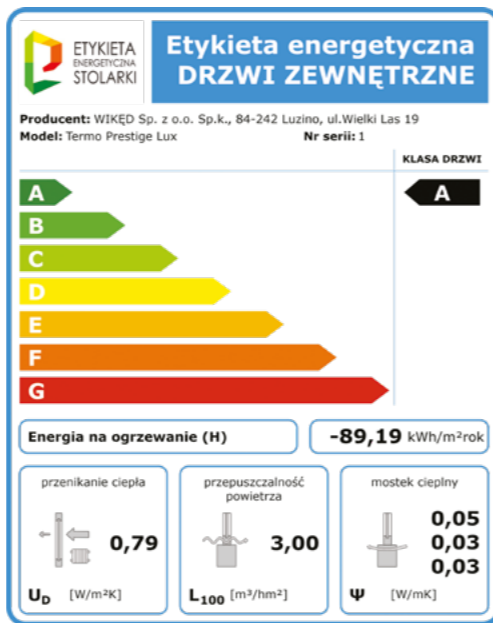 ETYKIETA
ENERGETYCZNA
STOLARKI
Etykieta energetyczna
DRZWI ZEWNĘTRZNE
Producent: WIKĘD Sp. z o.o. Sp.k., 84-242 Luzino, ul.Wielki Las 19
Model: Termo Prestige Lux Nr serii: 1
KLASA DRZWI
A A
B
C
D
E
F
G
Energia na ogrzewanie (H) -89,19 kWh/m²rok
przenikanie ciepła
0,79
U_D [W/m²K]
przepuszczalność
powietrza
3,00
L₁₀₀ [m³/hm²]
mostek cieplny
0,05
0,03
0,03
Ψ [W/mK]